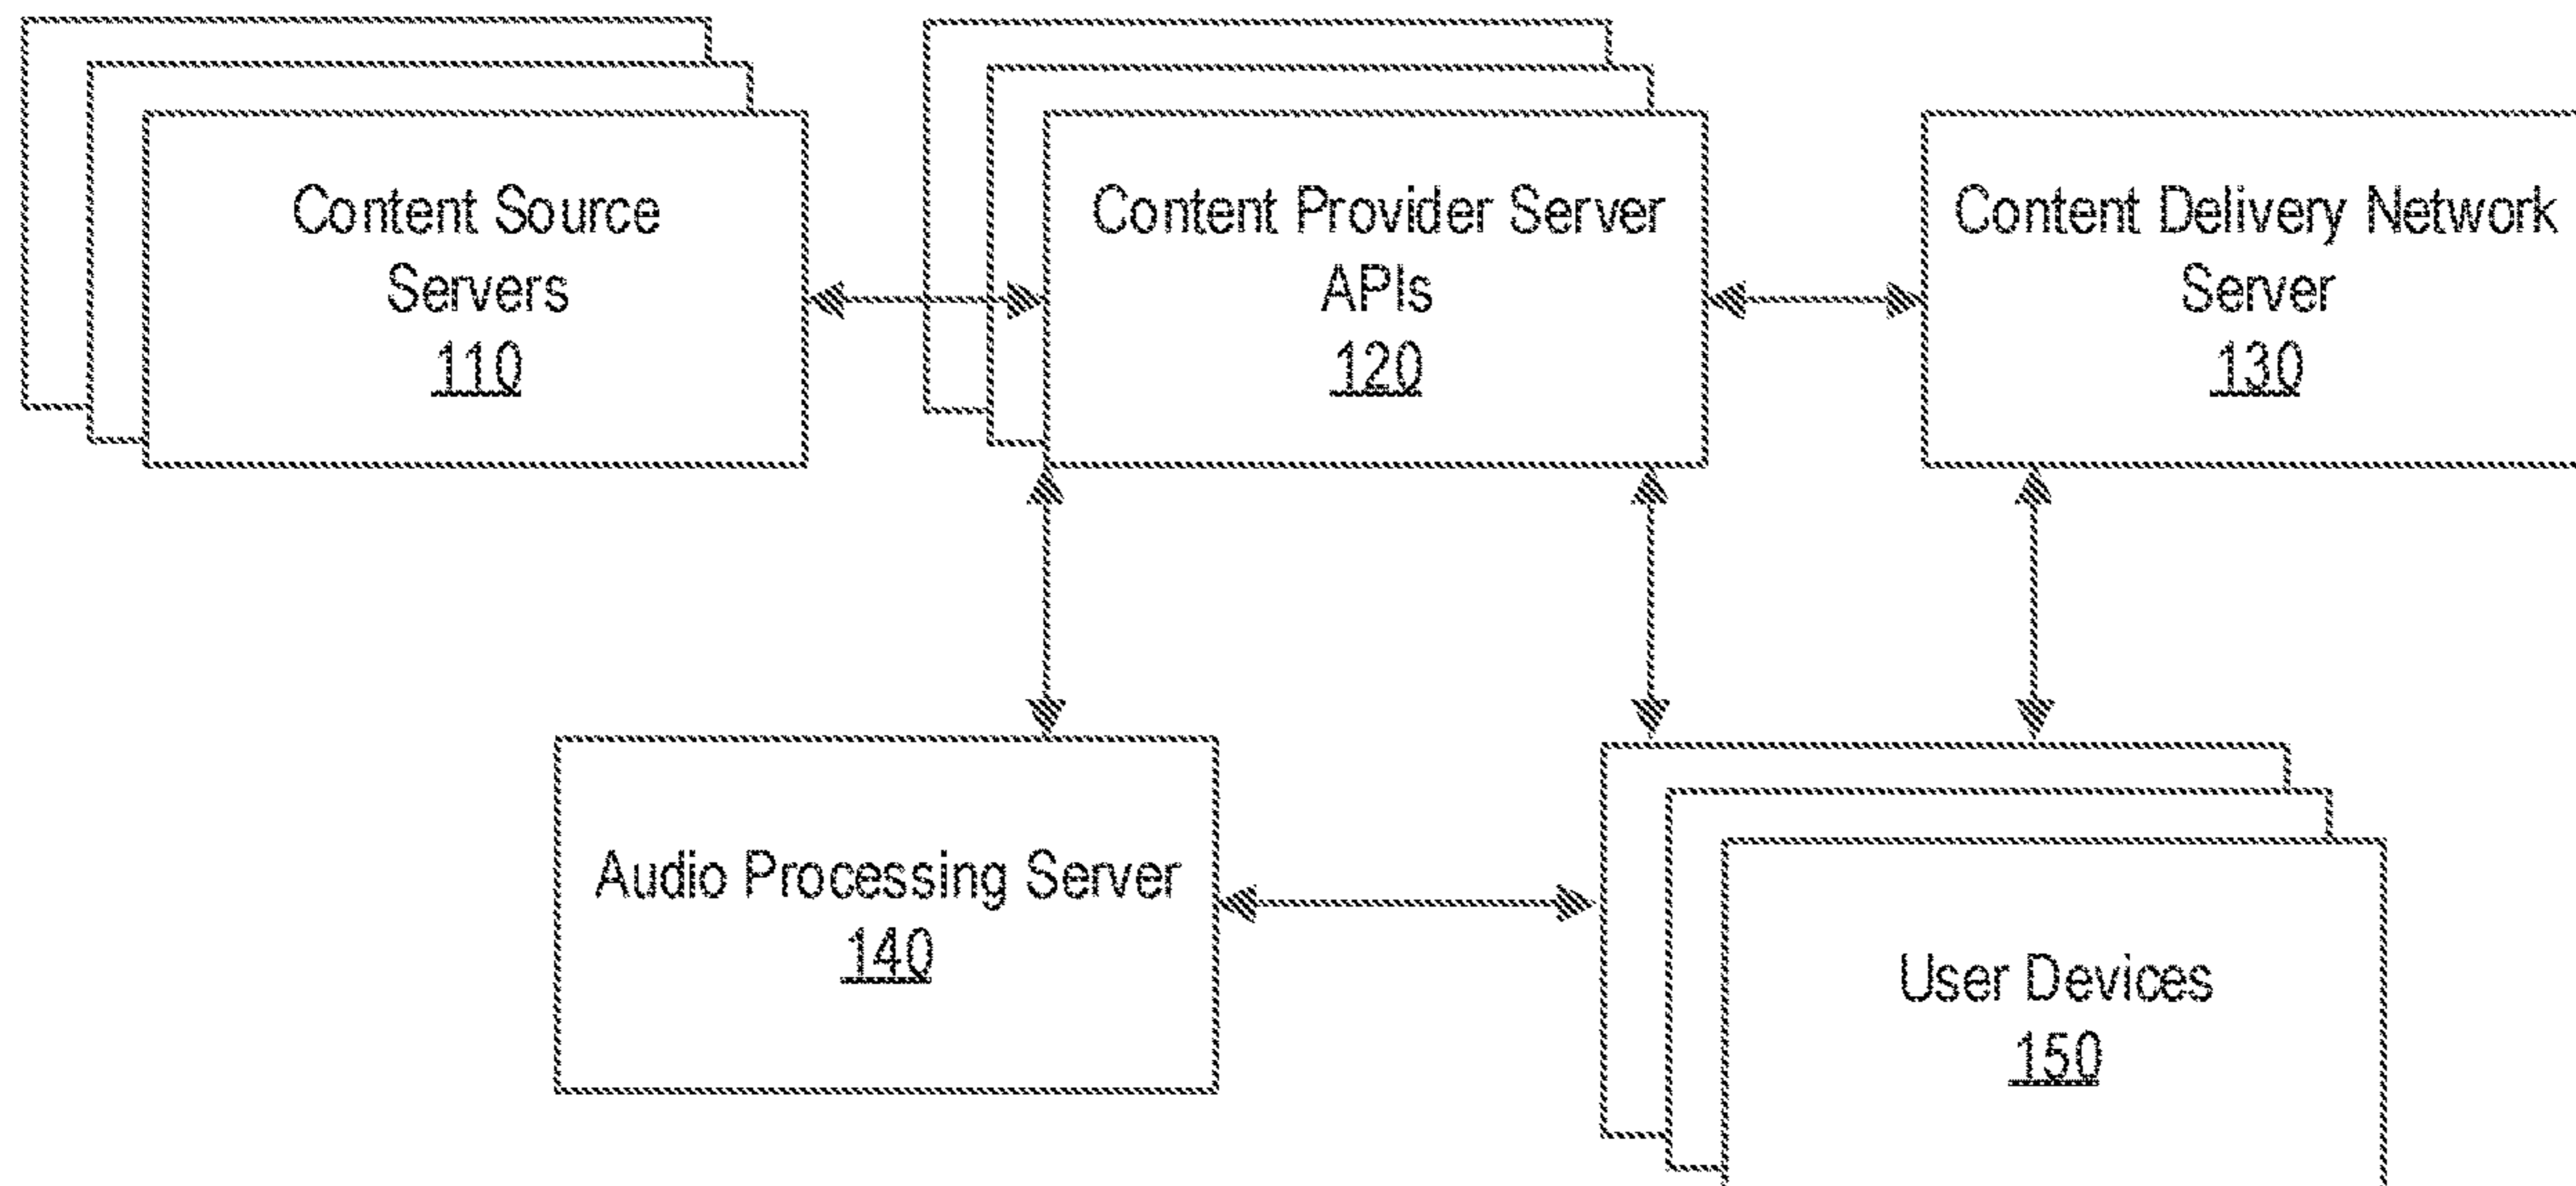 Content Source
Servers
110
Content Provider Server
APIs
120
Content Delivery Network
Server
130
Audio Processing Server
140
User Devices
150